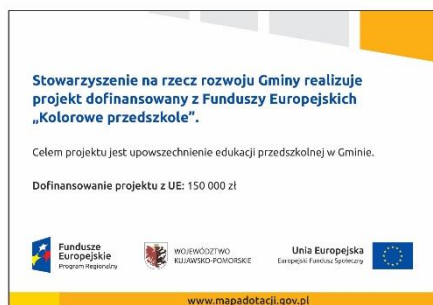 Stowarzyszenie na rzecz rozwoju Gminy realizuje
projekt dofinansowany z Funduszy Europejskich
„Kolorowe przedszkole”.
Celem projektu jest upowszechnienie edukacji przedszkolnej w Gminie.
Dofinansowanie projektu z UE: 150 000 zł
Fundusze
Europejskie
Program Regionalny
WOJEWÓDZTWO
KUJAWSKO-POMORSKIE
Unia Europejska
Europejski Fundusz Społeczny
www.mapadotacji.gov.pl